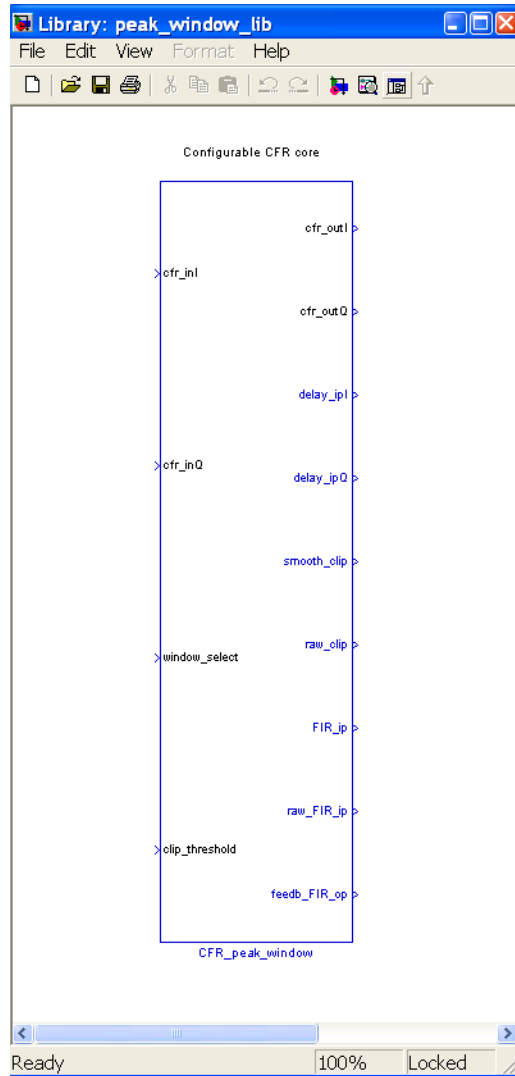 Library: peak_window_lib
File Edit View Format Help
Configurable CFR core
cfr_outI
cfr_inI
cfr_outQ
delay_ipI
cfr_inQ
delay_ipQ
smooth_clip
raw_clip
window_select
FIR_ip
raw_FIR_ip
clip_threshold
feedb_FIR_op
CFR_peak_window
Ready 100% Locked